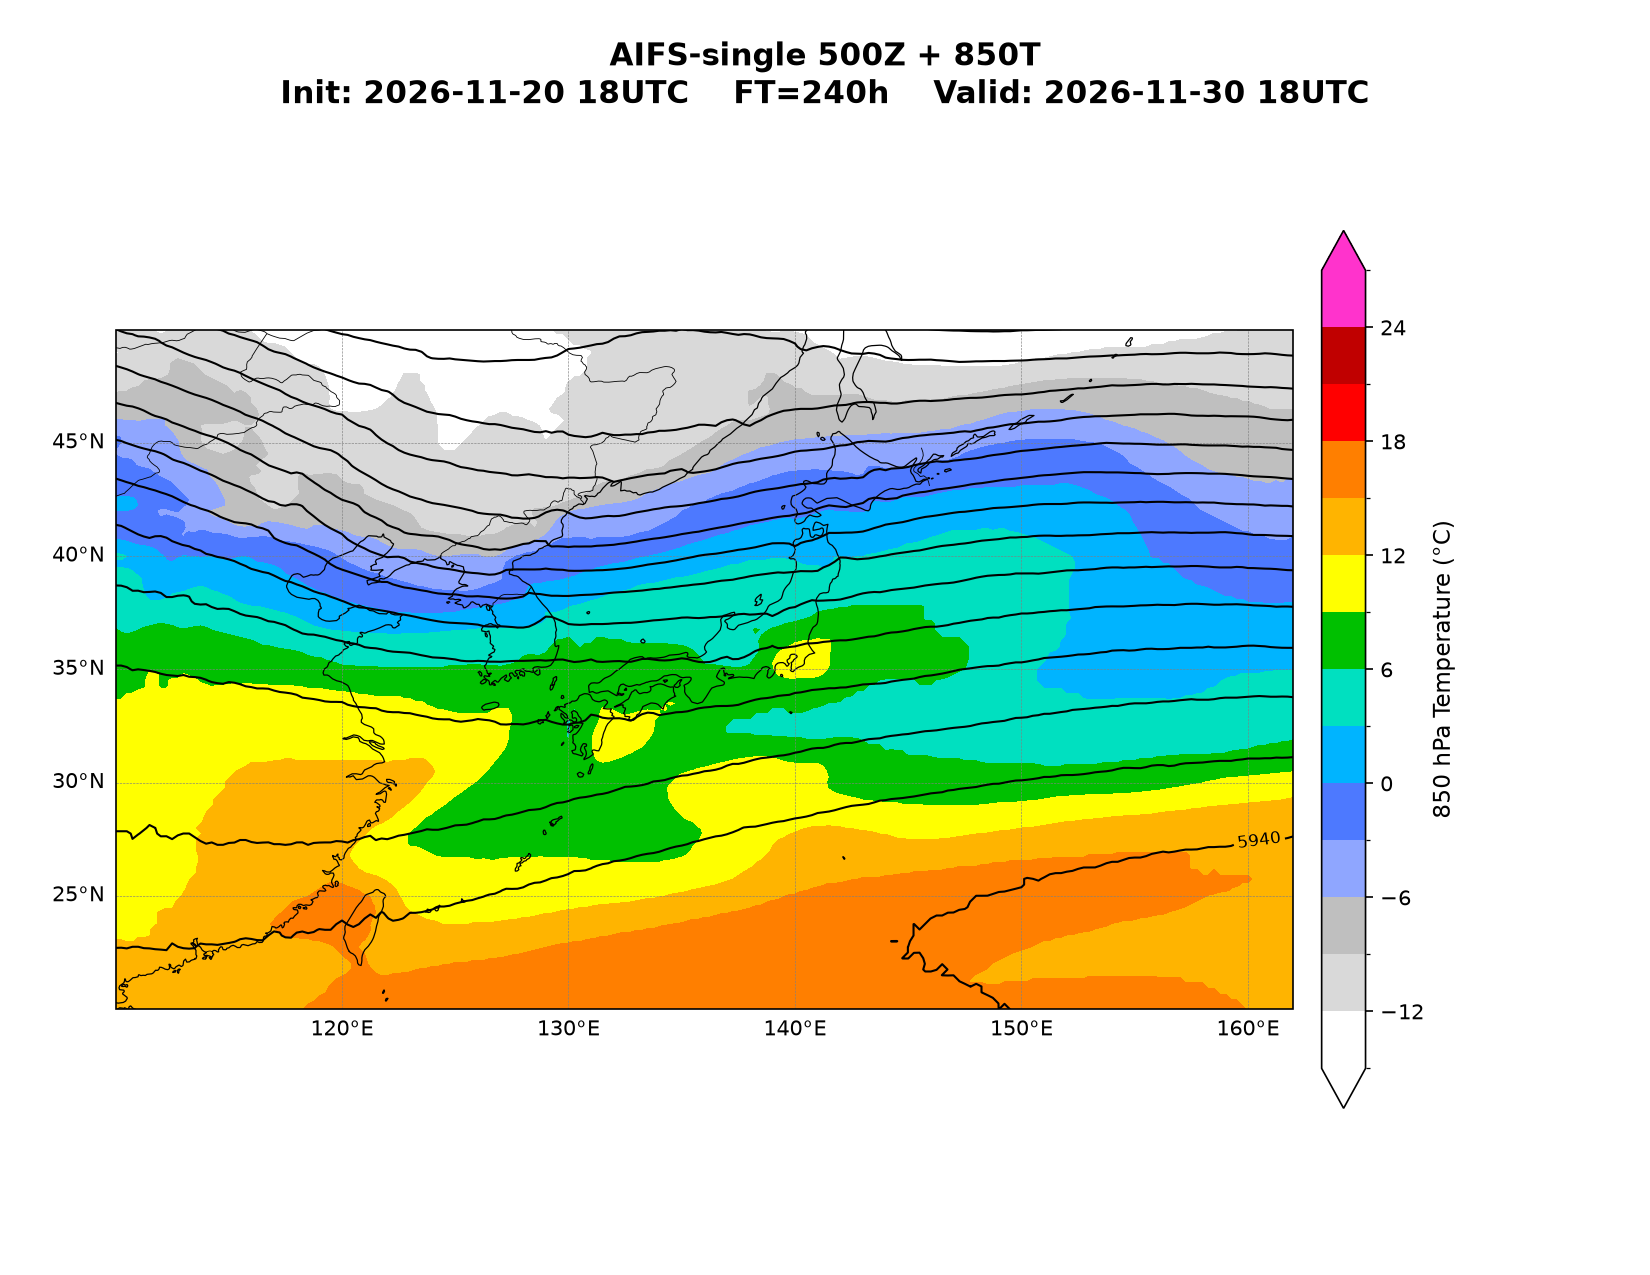 AIFS-single 500Z + 850T
Init: 2026-11-20 18UTC    FT=240h    Valid: 2026-11-30 18UTC
45°N
40°N
35°N
30°N
25°N
5940
120°E
130°E
140°E
150°E
160°E
24
18
12
6
0
−6
−12
850 hPa Temperature (°C)